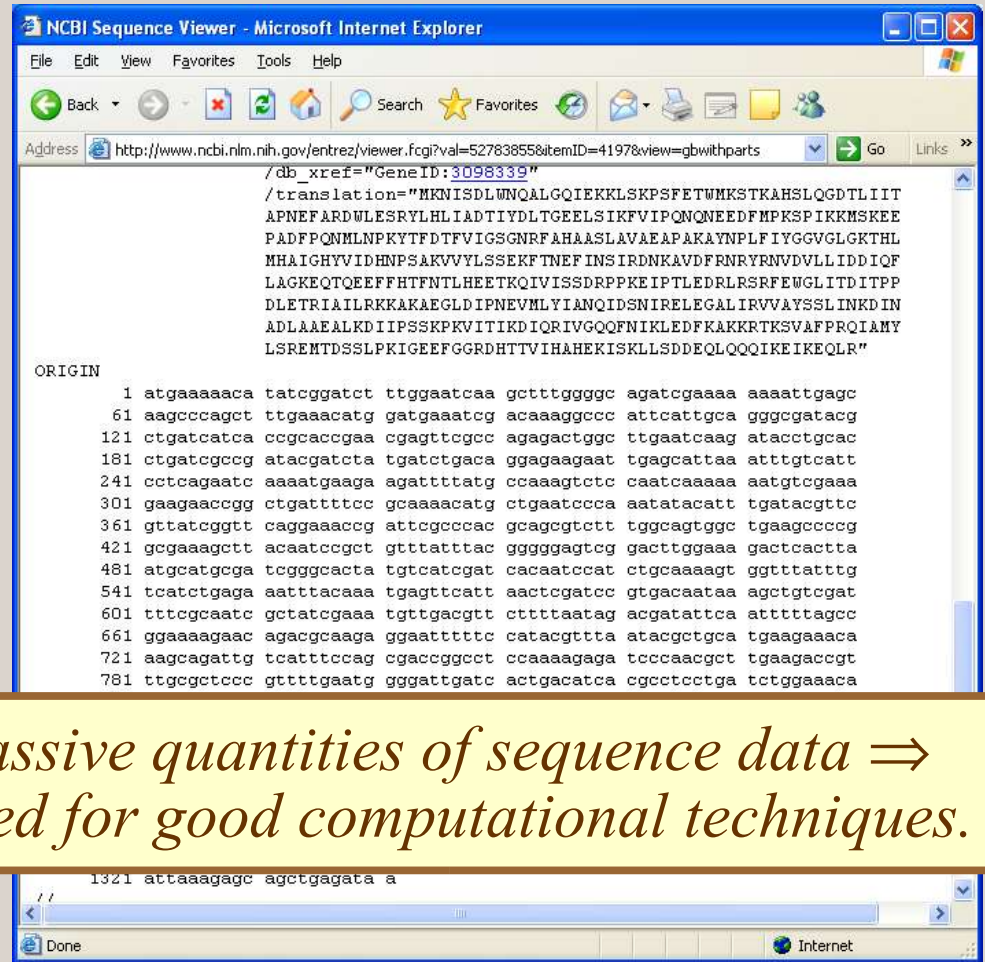 NCBI Sequence Viewer - Microsoft Internet Explorer
File Edit View Favorites Tools Help
Back Search Favorites
Address http://www.ncbi.nlm.nih.gov/entrez/viewer.fcgi?val=52783855&itemID=4197&view=gbwithparts Go Links »
/db_xref="GeneID:3098339"
/translation="MKNISDLWNQALGQIEKKLSKPSFETWMKSTKAHSLQGDTLIIT
APNEFARDWLESRYLHLIADTIYDLTGEELSIKFVIPQNQNEEDFMPKSPIKKMSKEE
PADFPQNMLNPKYTFDTFVIGSGNRFAHAASLAVAEAPAKAYNPLFIYGGVGLGKTHL
MHAIGHYVIDHNPSAKVVYLSSEKFTNEFINSIRDNKAVDFRNRYRNVDVLLIDDIQF
LAGKEQTQEEFFHTFNTLHEETKQIVISSDRPPKEIPTLEDRLRSRFEWGLITDITPP
DLETRIAILRKKAKAEGLDIPNEVMLYIANQIDSNIRELEGALIRVVAYSSLINKDIN
ADLAAEALKDIIPSSKPKVITIKDIQRIVGQQFNIKLEDFKAKKRTKSVAFPRQIAMY
LSREMTDSSLPKIGEEFGGRDHTTVIHAHEKISKLLSDDEQLQQQIKEIKEQLR"
ORIGIN
1 atgaaaaaca tatcggatct ttggaatcaa gctttggggc agatcgaaaa aaaattgagc
61 aagcccagct ttgaaacatg gatgaaatcg acaaaggccc attcattgca gggcgatacg
121 ctgatcatca ccgcaccgaa cgagttcgcc agagactggc ttgaatcaag atacctgcac
181 ctgatcgccg atacgatcta tgatctgaca ggagaagaat tgagcattaa atttgtcatt
241 cctcagaatc aaaatgaaga agattttatg ccaaagtctc caatcaaaaa aatgtcgaaa
301 gaagaaccgg ctgattttcc gcaaaacatg ctgaatccca aatatacatt tgatacgttc
361 gttatcggtt caggaaaccg attcgcccac gcagcgtctt tggcagtggc tgaagccccg
421 gcgaaagctt acaatccgct gtttatttac gggggagtcg gacttggaaa gactcactta
481 atgcatgcga tcgggcacta tgtcatcgat cacaatccat ctgcaaaagt ggtttatttg
541 tcatctgaga aatttacaaa tgagttcatt aactcgatcc gtgacaataa agctgtcgat
601 tttcgcaatc gctatcgaaa tgttgacgtt cttttaatag acgatattca atttttagcc
661 ggaaaagaac agacgcaaga ggaatttttc catacgttta atacgctgca tgaagaaaca
721 aagcagattg tcatttccag cgaccggcct ccaaaagaga tcccaacgct tgaagaccgt
781 ttgcgctccc gttttgaatg gggattgatc actgacatca cgcctcctga tctggaaaca
assive quantities of sequence data ⇒
ed for good computational techniques.
1321 attaaagagc agctgagata a
//
Done Internet